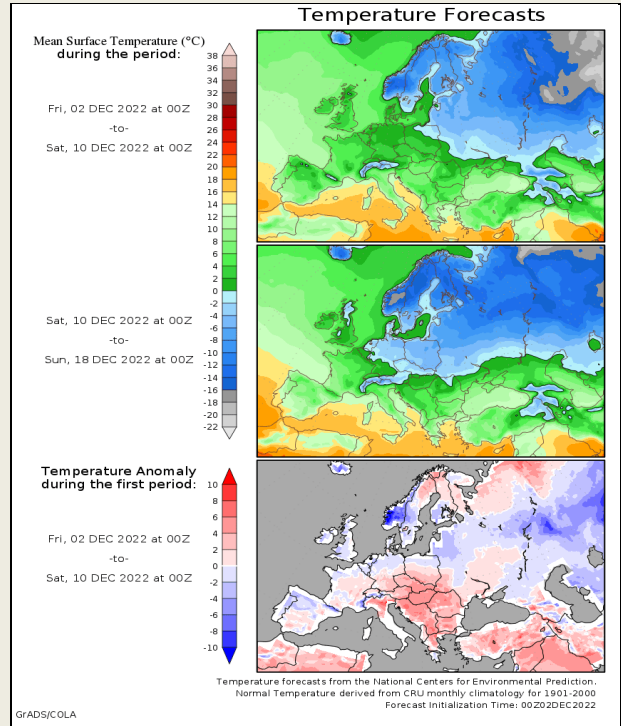 Temperature Forecasts
Mean Surface Temperature (°C)
during the period:
38
36
34
32
30
28
26
24
22
20
18
16
14
12
10
8
6
4
2
0
-2
-4
-6
-8
-10
-12
-14
-16
-18
-20
-22
Fri, 02 DEC 2022 at 00Z
-to-
Sat, 10 DEC 2022 at 00Z
Sat, 10 DEC 2022 at 00Z
-to-
Sun, 18 DEC 2022 at 00Z
Temperature Anomaly
during the first period:
10
8
6
4
2
0
-2
-4
-6
-8
-10
Fri, 02 DEC 2022 at 00Z
-to-
Sat, 10 DEC 2022 at 00Z
Temperature forecasts from the National Centers for Environmental Prediction.
Normal Temperature derived from CRU monthly climatology for 1901-2000
Forecast Initialization Time: 00Z02DEC2022
GrADS/COLA